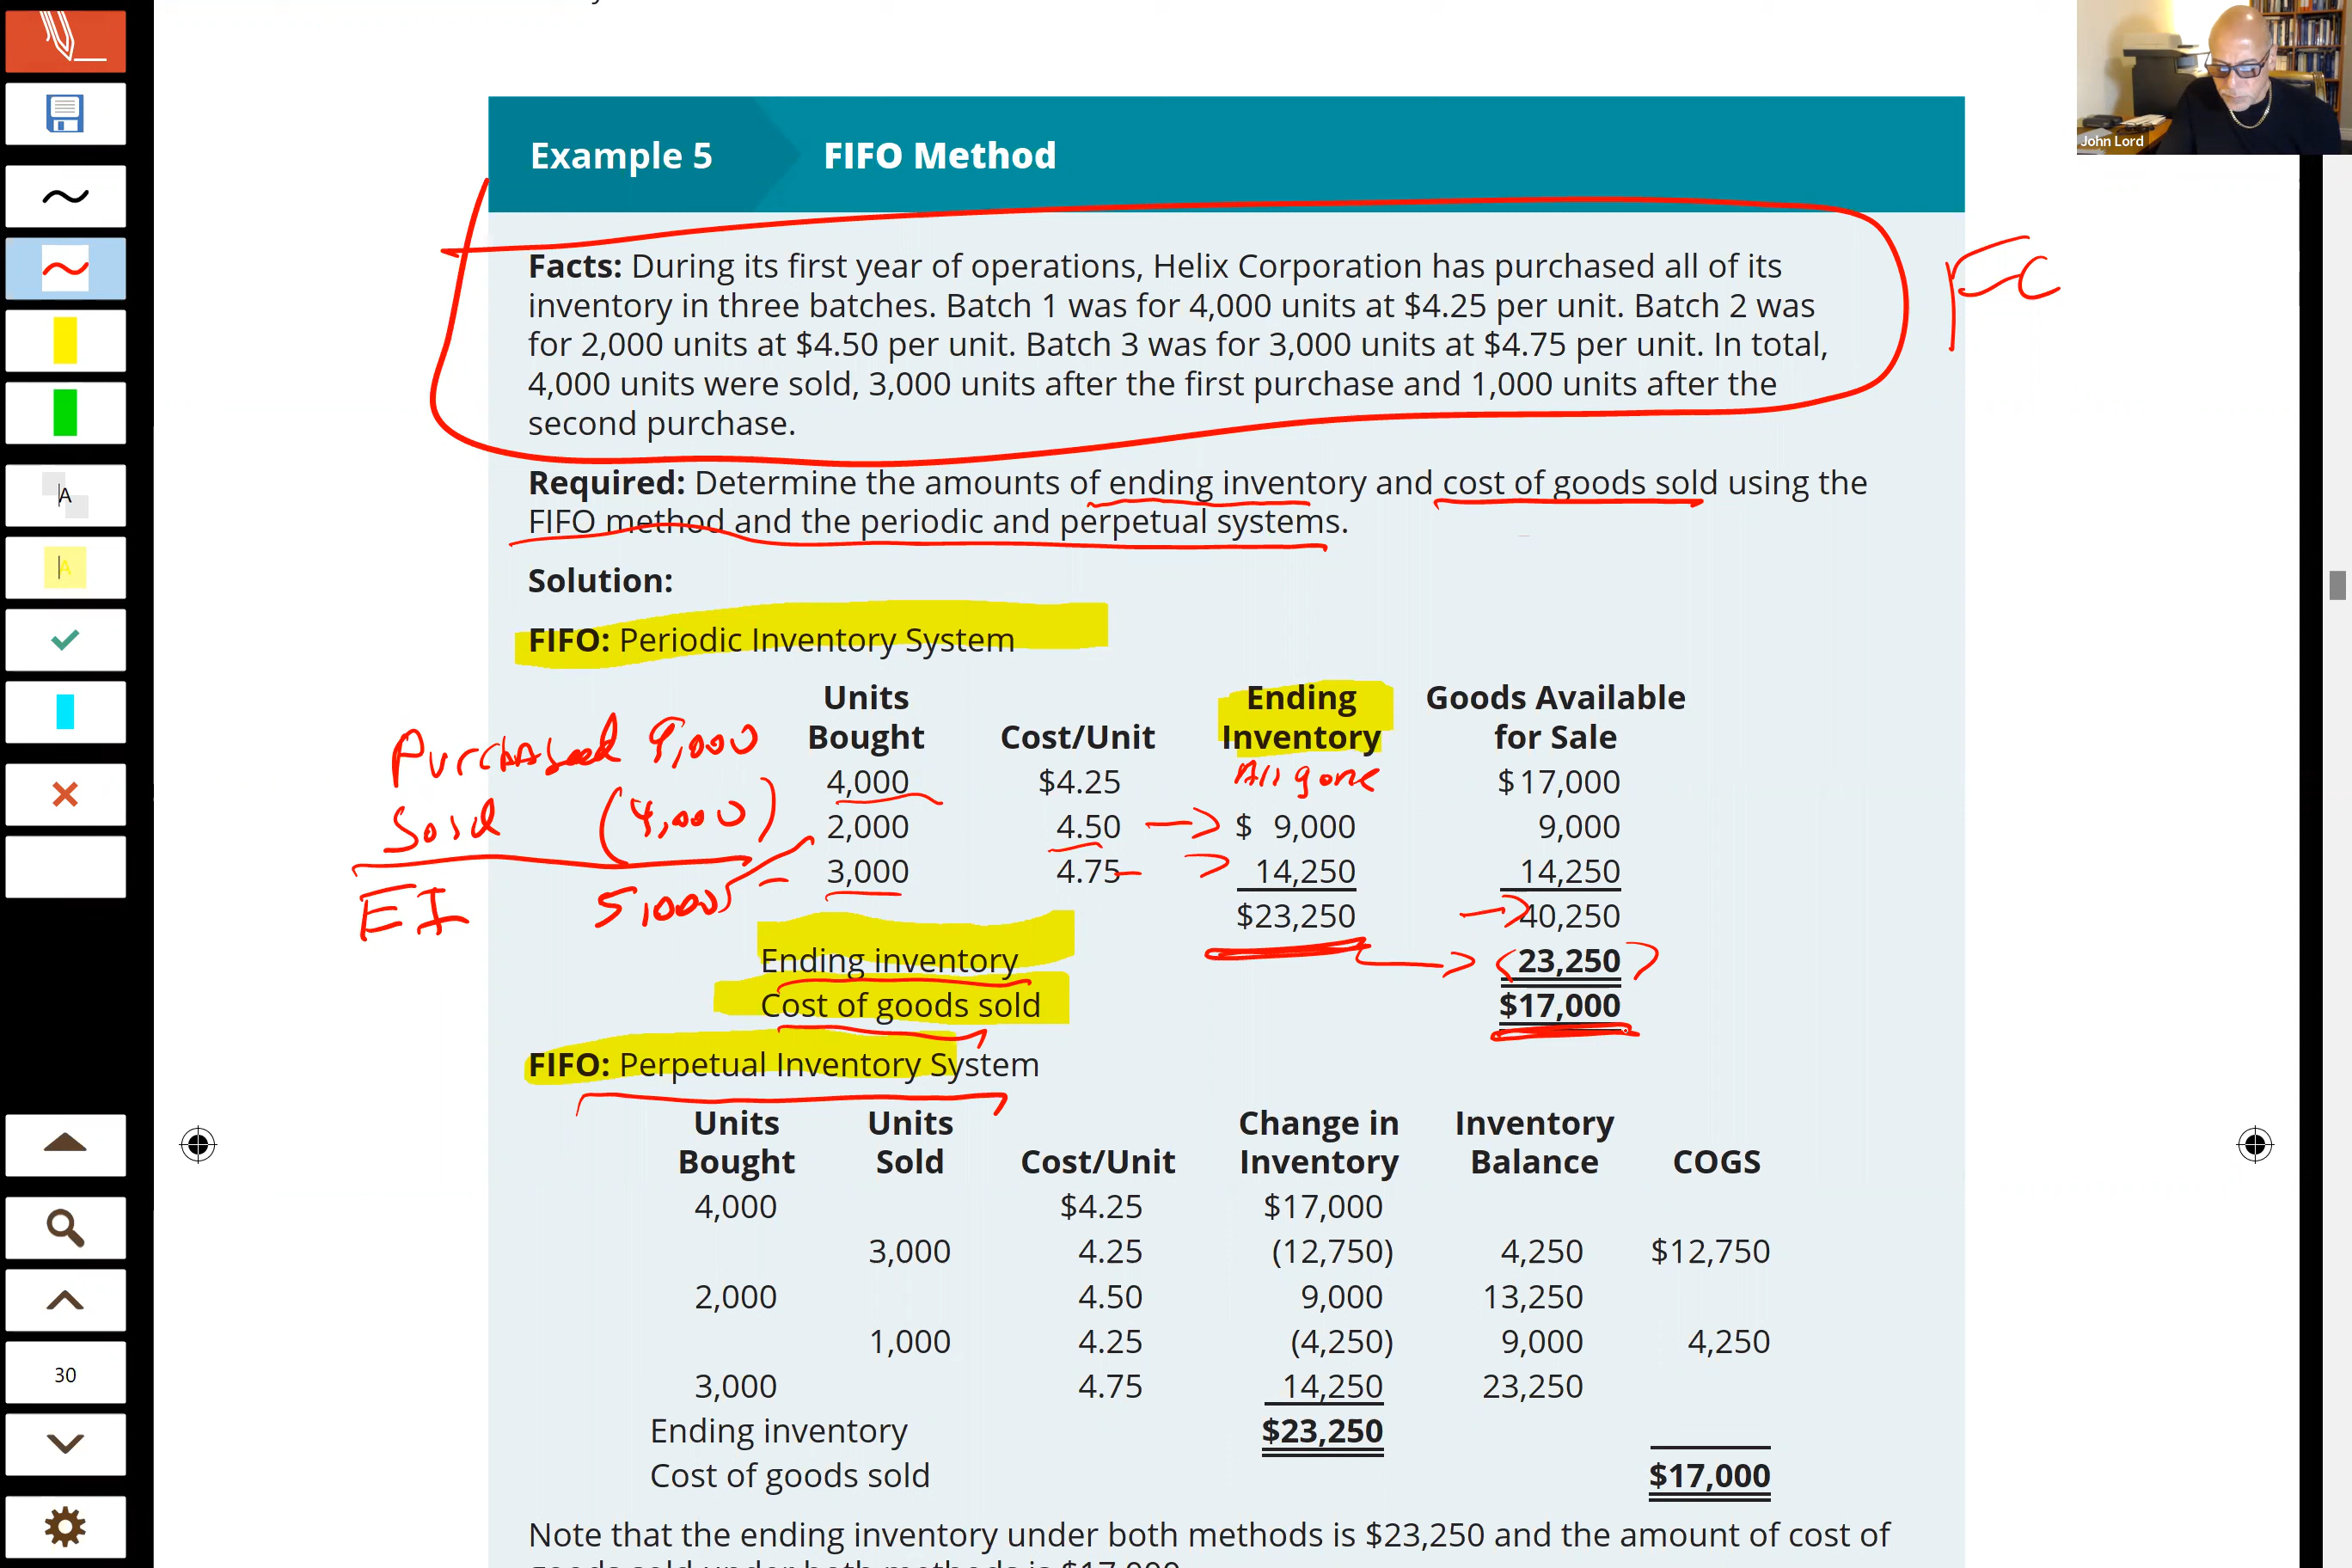 John Lord
Example 5 FIFO Method
Facts: During its first year of operations, Helix Corporation has purchased all of its
inventory in three batches. Batch 1 was for 4,000 units at $4.25 per unit. Batch 2 was
for 2,000 units at $4.50 per unit. Batch 3 was for 3,000 units at $4.75 per unit. In total,
4,000 units were sold, 3,000 units after the first purchase and 1,000 units after the
second purchase.
FC
Required: Determine the amounts of ending inventory and cost of goods sold using the
FIFO method and the periodic and perpetual systems.
Solution:
FIFO: Periodic Inventory System
Units Ending Goods Available
Bought Cost/Unit Inventory for Sale
4,000 $4.25 All gone $17,000
2,000 4.50 $ 9,000 9,000
3,000 4.75 14,250 14,250
$23,250 40,250
Ending inventory (23,250)
Cost of goods sold $17,000
Purchased 9,000
Sold (4,000)
EI 5,000
FIFO: Perpetual Inventory System
Units Units Change in Inventory
Bought Sold Cost/Unit Inventory Balance COGS
4,000 $4.25 $17,000
3,000 4.25 (12,750) 4,250 $12,750
2,000 4.50 9,000 13,250
1,000 4.25 (4,250) 9,000 4,250
3,000 4.75 14,250 23,250
Ending inventory $23,250
Cost of goods sold $17,000
Note that the ending inventory under both methods is $23,250 and the amount of cost of
A
A
30